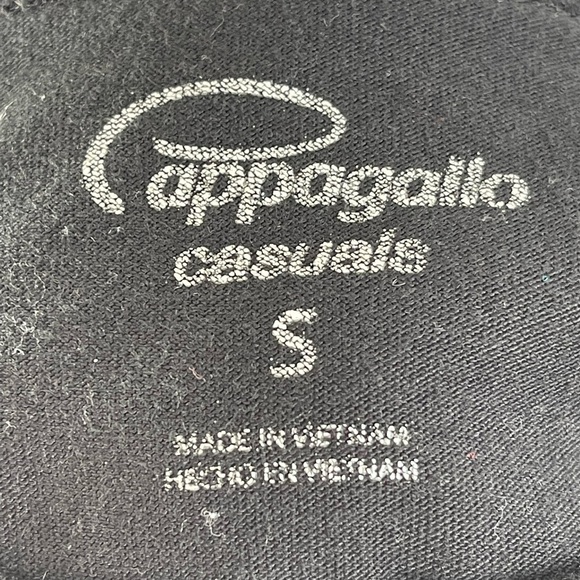 Pappagallo
casuals
S
MADE IN VIETNAM
HECHO EN VIETNAM